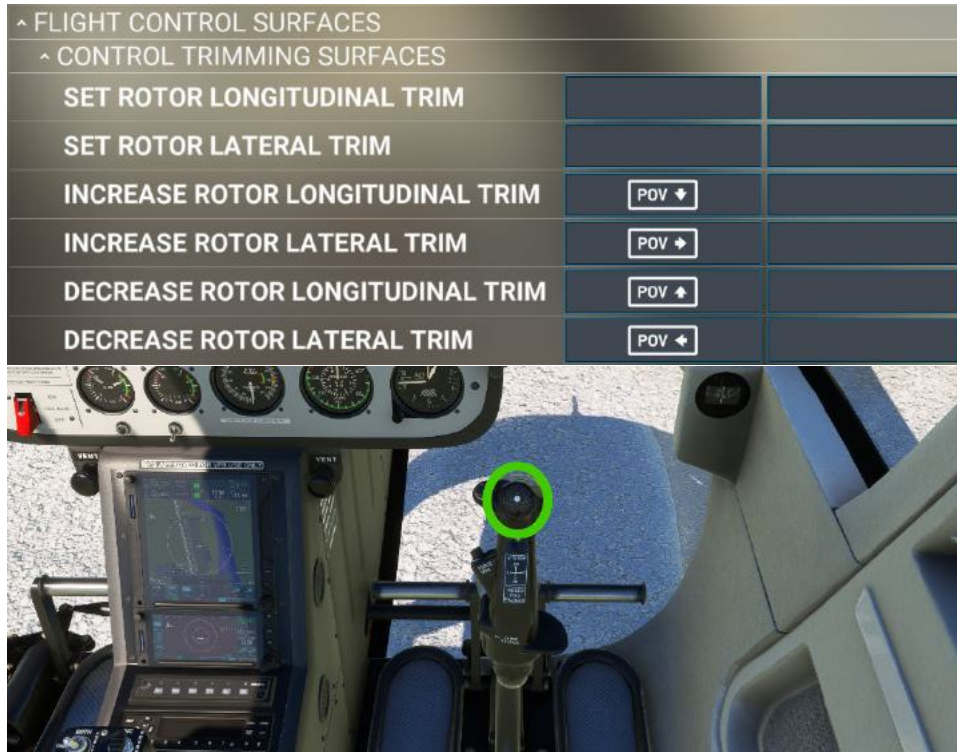 FLIGHT CONTROL SURFACES
CONTROL TRIMMING SURFACES
SET ROTOR LONGITUDINAL TRIM
SET ROTOR LATERAL TRIM
INCREASE ROTOR LONGITUDINAL TRIM
POV
INCREASE ROTOR LATERAL TRIM
POV
DECREASE ROTOR LONGITUDINAL TRIM
POV
DECREASE ROTOR LATERAL TRIM
POV
VENT
VENT